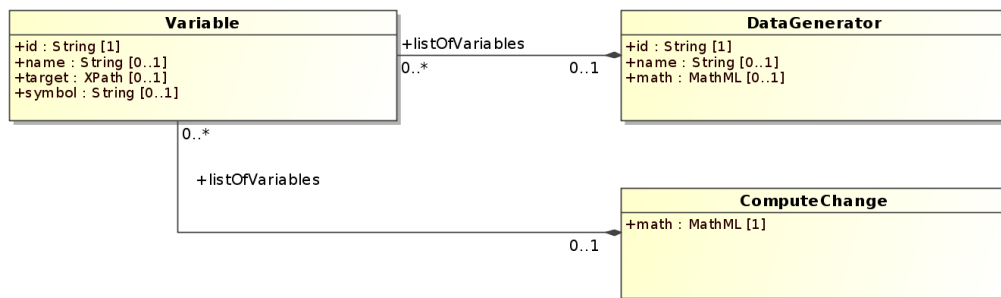 Variable
+id : String [1]
+name : String [0..1]
+target : XPath [0..1]
+symbol : String [0..1]
+listOfVariables
0..*
0..1
DataGenerator
+id : String [1]
+name : String [0..1]
+math : MathML [0..1]
0..*
+listOfVariables
0..1
ComputeChange
+math : MathML [1]